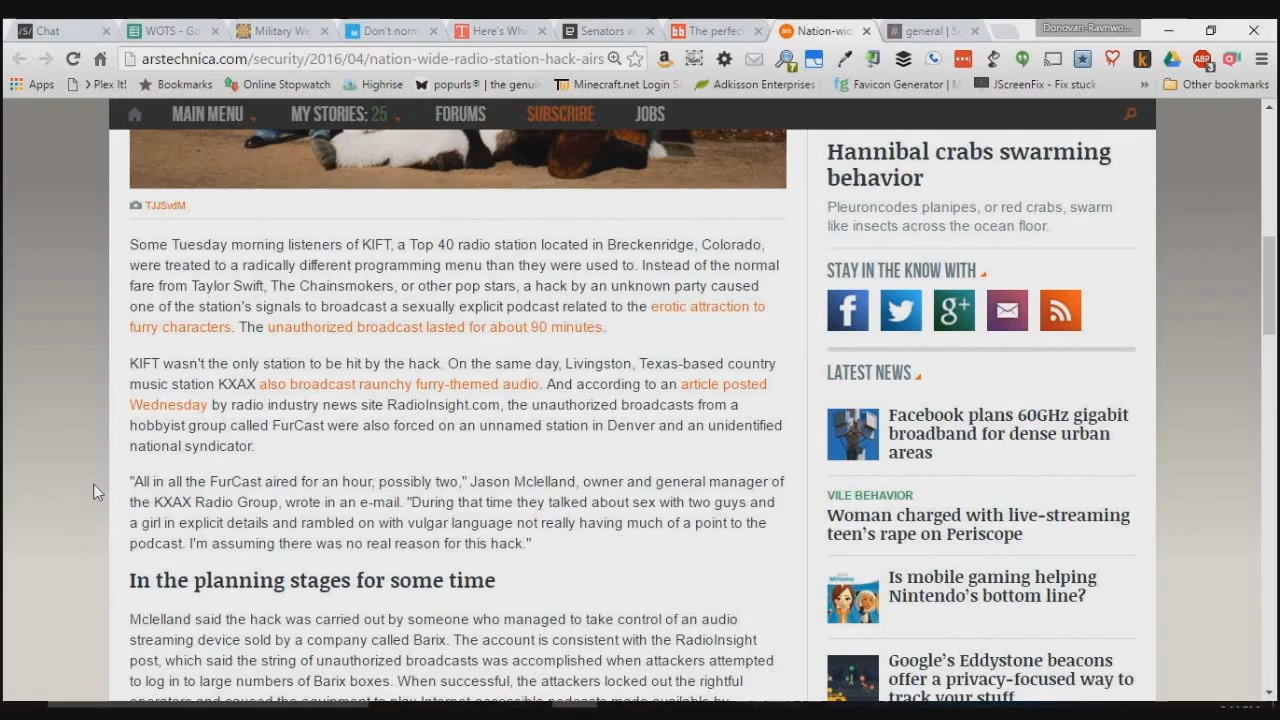 Chat
WOTS - Go
Military We
Don't norm
Here's Wha
Senators w
The perfec
Nation-wid
general | S
Donovan-Ravnwo...
arstechnica.com/security/2016/04/nation-wide-radio-station-hack-airs
Apps
> Plex It!
Bookmarks
Online Stopwatch
Highrise
popurls® | the genui
Minecraft.net Login S
Adkisson Enterprises
Favicon Generator |
JScreenFix - Fix stuck
»
Other bookmarks
MAIN MENU
MY STORIES: 25
FORUMS
SUBSCRIBE
JOBS
TJJSvdM
Some Tuesday morning listeners of KIFT, a Top 40 radio station located in Breckenridge, Colorado,
were treated to a radically different programming menu than they were used to. Instead of the normal
fare from Taylor Swift, The Chainsmokers, or other pop stars, a hack by an unknown party caused
one of the station's signals to broadcast a sexually explicit podcast related to the erotic attraction to
furry characters. The unauthorized broadcast lasted for about 90 minutes.
KIFT wasn't the only station to be hit by the hack. On the same day, Livingston, Texas-based country
music station KXAX also broadcast raunchy furry-themed audio. And according to an article posted
Wednesday by radio industry news site RadioInsight.com, the unauthorized broadcasts from a
hobbyist group called FurCast were also forced on an unnamed station in Denver and an unidentified
national syndicator.
"All in all the FurCast aired for an hour, possibly two," Jason Mclelland, owner and general manager of
the KXAX Radio Group, wrote in an e-mail. "During that time they talked about sex with two guys and
a girl in explicit details and rambled on with vulgar language not really having much of a point to the
podcast. I'm assuming there was no real reason for this hack."
In the planning stages for some time
Mclelland said the hack was carried out by someone who managed to take control of an audio
streaming device sold by a company called Barix. The account is consistent with the RadioInsight
post, which said the string of unauthorized broadcasts was accomplished when attackers attempted
to log in to large numbers of Barix boxes. When successful, the attackers locked out the rightful
Hannibal crabs swarming
behavior
Pleuroncodes planipes, or red crabs, swarm
like insects across the ocean floor.
STAY IN THE KNOW WITH
LATEST NEWS
Facebook plans 60GHz gigabit
broadband for dense urban
areas
VILE BEHAVIOR
Woman charged with live-streaming
teen's rape on Periscope
Is mobile gaming helping
Nintendo's bottom line?
Google's Eddystone beacons
offer a privacy-focused way to
track your stuff